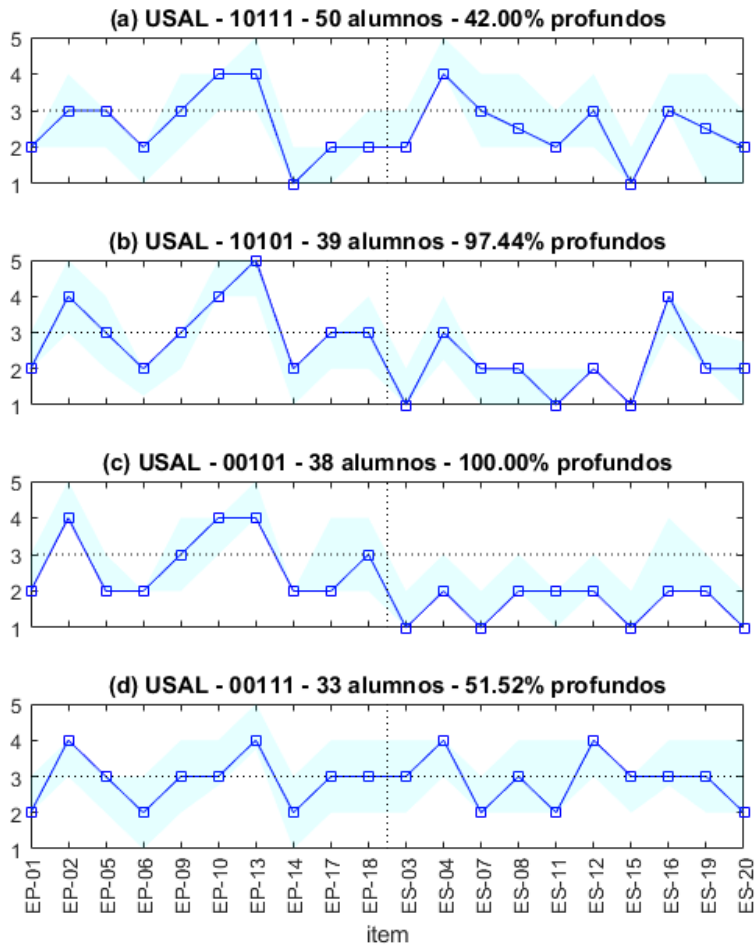 (a) USAL - 10111 - 50 alumnos - 42.00% profundos
5
4
3
2
1
(b) USAL - 10101 - 39 alumnos - 97.44% profundos
5
4
3
2
1
(c) USAL - 00101 - 38 alumnos - 100.00% profundos
5
4
3
2
1
(d) USAL - 00111 - 33 alumnos - 51.52% profundos
5
4
3
2
1
EP-01
EP-02
EP-05
EP-06
EP-09
EP-10
EP-13
EP-14
EP-17
EP-18
ES-03
ES-04
ES-07
ES-08
ES-11
ES-12
ES-15
ES-16
ES-19
ES-20
item